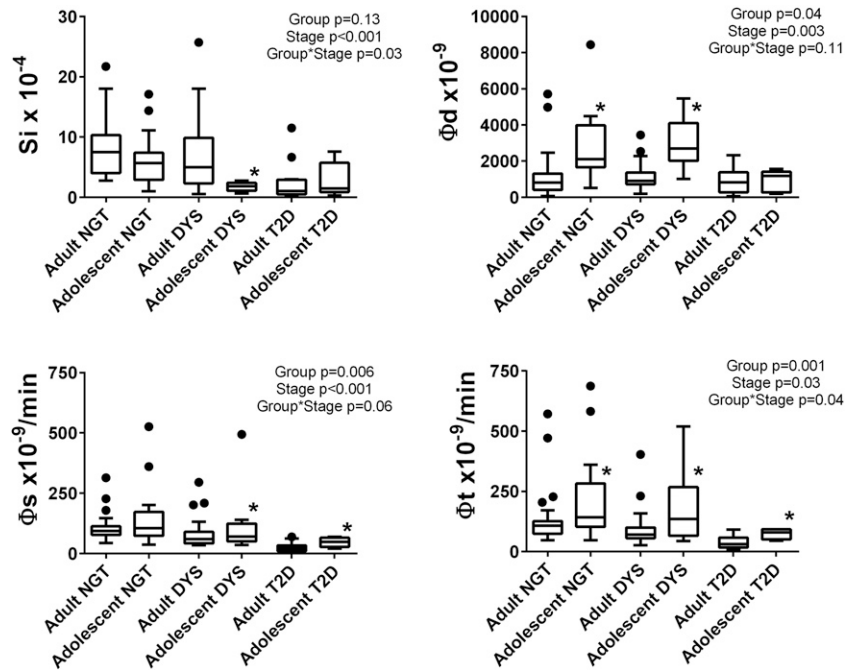 Group p=0.13
Stage p<0.001
Group*Stage p=0.03
Si x 10-4
30
20
10
0
*
Adult NGT
Adolescent NGT
Adult DYS
Adolescent DYS
Adult T2D
Adolescent T2D
Group p=0.04
Stage p=0.003
Group*Stage p=0.11
Φd x10-9
10000
8000
6000
4000
2000
0
*
*
Adult NGT
Adolescent NGT
Adult DYS
Adolescent DYS
Adult T2D
Adolescent T2D
Group p=0.006
Stage p<0.001
Group*Stage p=0.06
Φs x10-9/min
750
500
250
0
*
*
Adult NGT
Adolescent NGT
Adult DYS
Adolescent DYS
Adult T2D
Adolescent T2D
Group p=0.001
Stage p=0.03
Group*Stage p=0.04
Φt x10-9/min
750
500
250
0
*
*
*
Adult NGT
Adolescent NGT
Adult DYS
Adolescent DYS
Adult T2D
Adolescent T2D